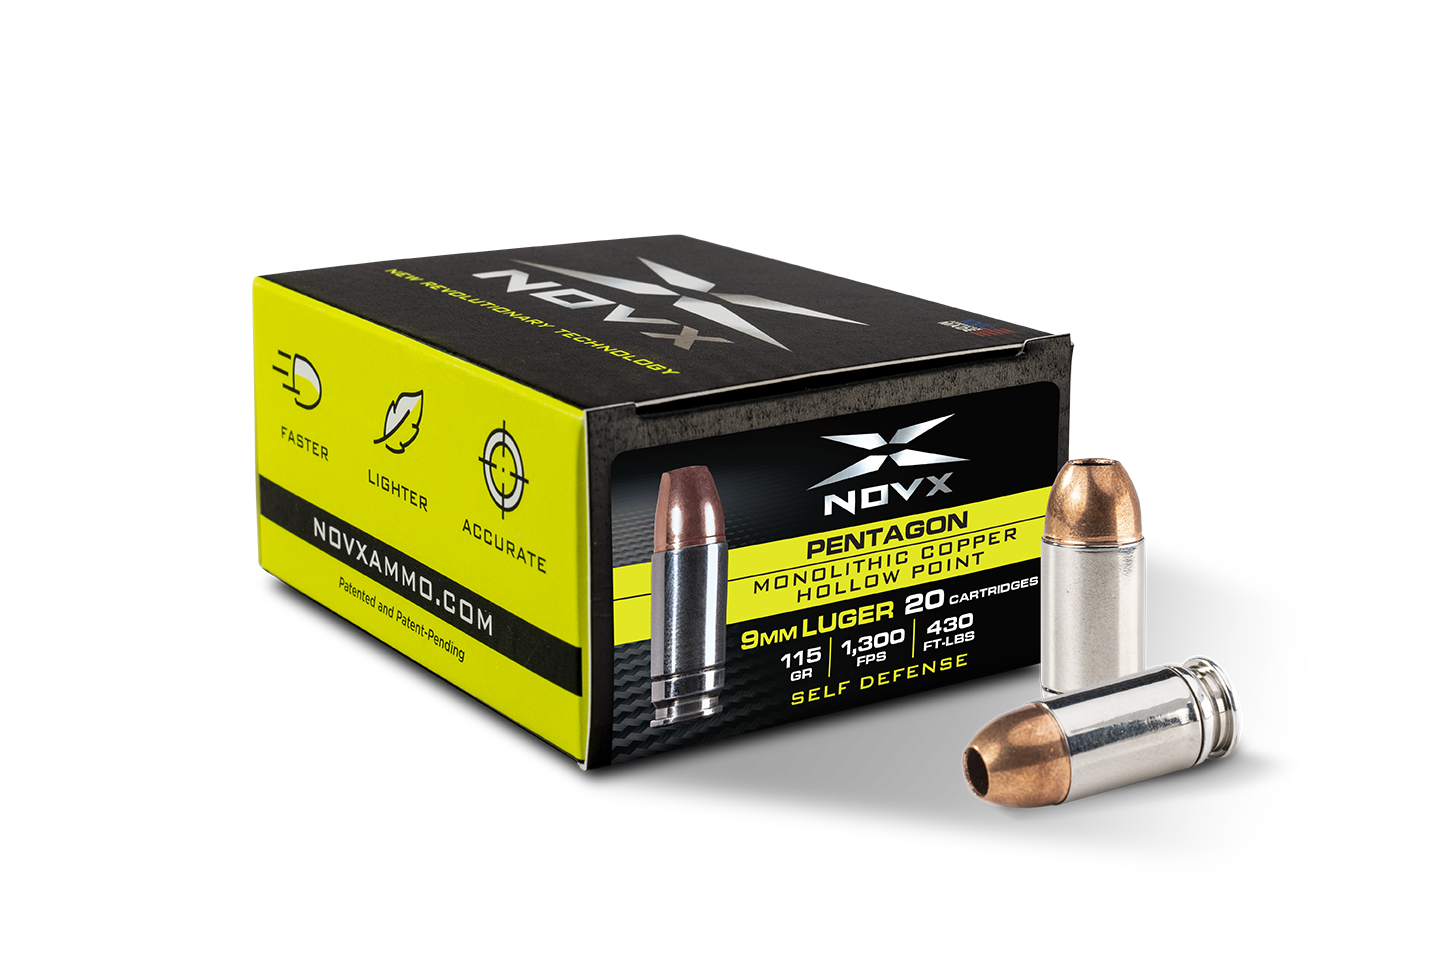 NOVX
NEW REVOLUTIONARY TECHNOLOGY
FASTER
LIGHTER
ACCURATE
NOVXAMMO.COM
Patented and Patent-Pending
NOVX
PENTAGON
MONOLITHIC COPPER
HOLLOW POINT
9MM LUGER 20 CARTRIDGES
115 GR
1,300 FPS
430 FT-LBS
SELF DEFENSE